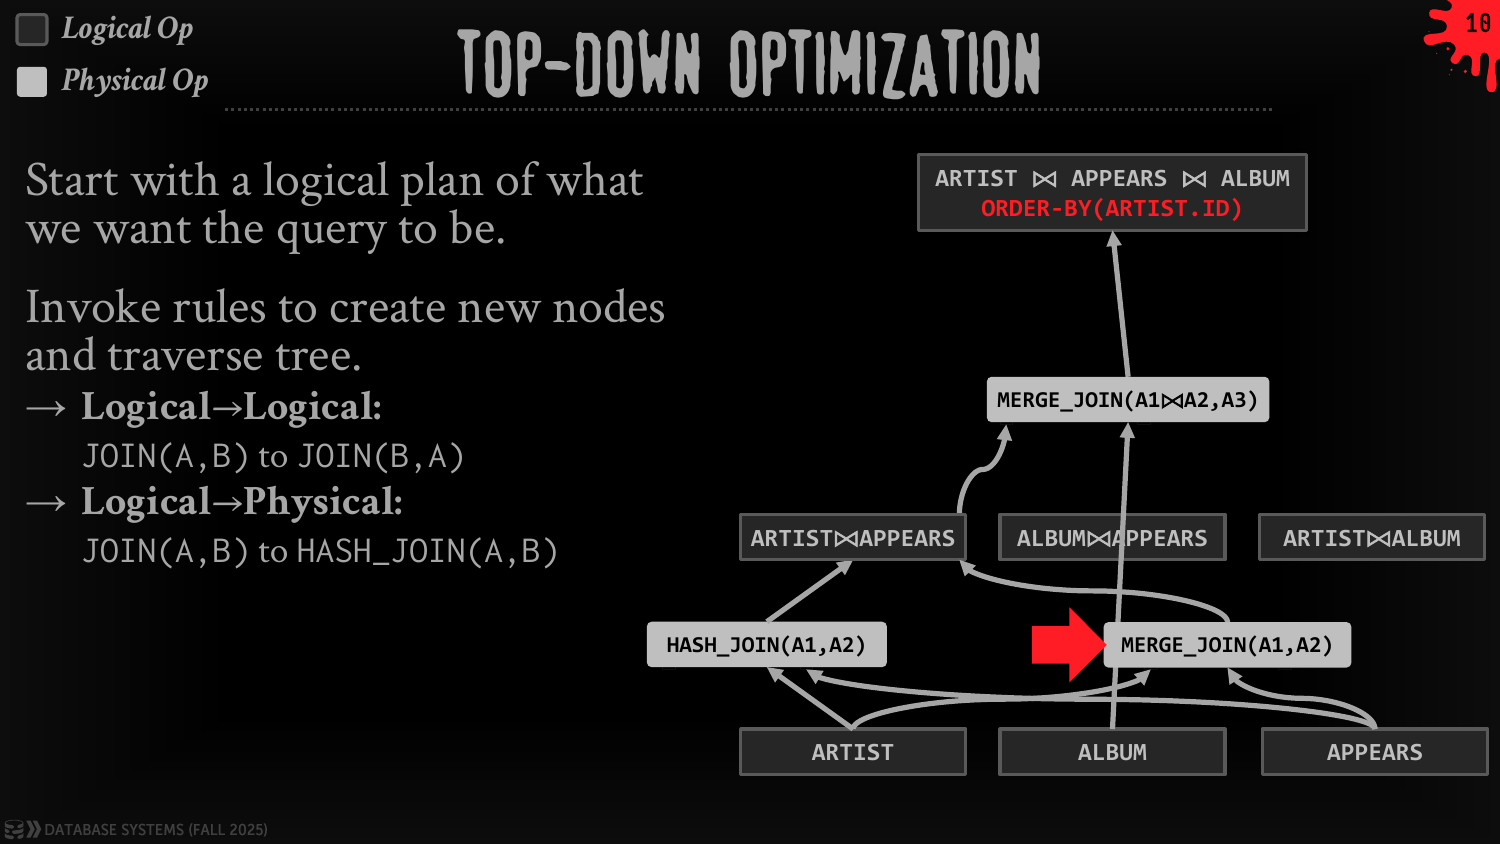 Logical Op
Physical Op
TOP-DOWN OPTIMIZATION
10
Start with a logical plan of what
we want the query to be.
Invoke rules to create new nodes
and traverse tree.
→ Logical→Logical:
JOIN(A,B) to JOIN(B,A)
→ Logical→Physical:
JOIN(A,B) to HASH_JOIN(A,B)
ARTIST ⋈ APPEARS ⋈ ALBUM
ORDER-BY(ARTIST.ID)
MERGE_JOIN(A1⋈A2,A3)
ARTIST⋈APPEARS
ALBUM⋈APPEARS
ARTIST⋈ALBUM
HASH_JOIN(A1,A2)
MERGE_JOIN(A1,A2)
ARTIST
ALBUM
APPEARS
DATABASE SYSTEMS (FALL 2025)